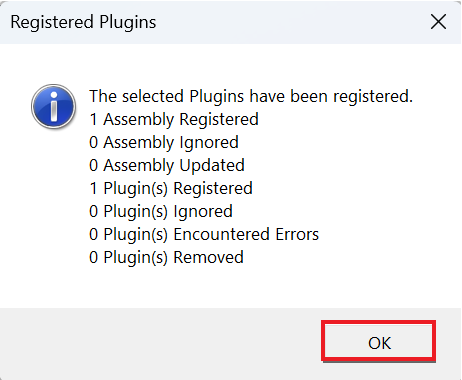 Registered Plugins
The selected Plugins have been registered.
1 Assembly Registered
0 Assembly Ignored
0 Assembly Updated
1 Plugin(s) Registered
0 Plugin(s) Ignored
0 Plugin(s) Encountered Errors
0 Plugin(s) Removed
OK